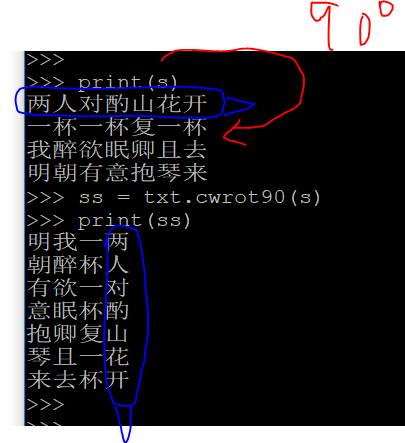 90°
>>>
>>> print(s)
两人对酌山花开
一杯一杯复一杯
我醉欲眠卿且去
明朝有意抱琴来
>>> ss = txt.cwrot90(s)
>>> print(ss)
明我一两
朝醉杯人
有欲一对
意眠杯酌
抱卿复山
琴且一花
来去杯开
>>>
>>>